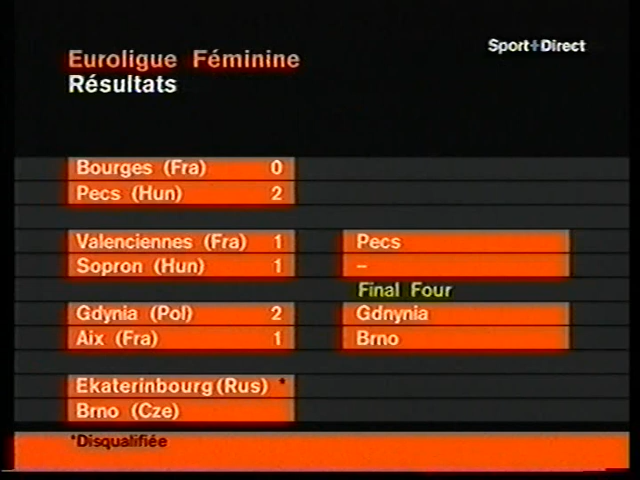 Sport+Direct
Euroligue Féminine
Résultats
Bourges (Fra) 0
Pecs (Hun) 2
Valenciennes (Fra) 1
Sopron (Hun) 1
Pecs
–
Final Four
Gdynia (Pol) 2
Aix (Fra) 1
Gdnynia
Brno
Ekaterinbourg (Rus) *
Brno (Cze)
*Disqualifiée